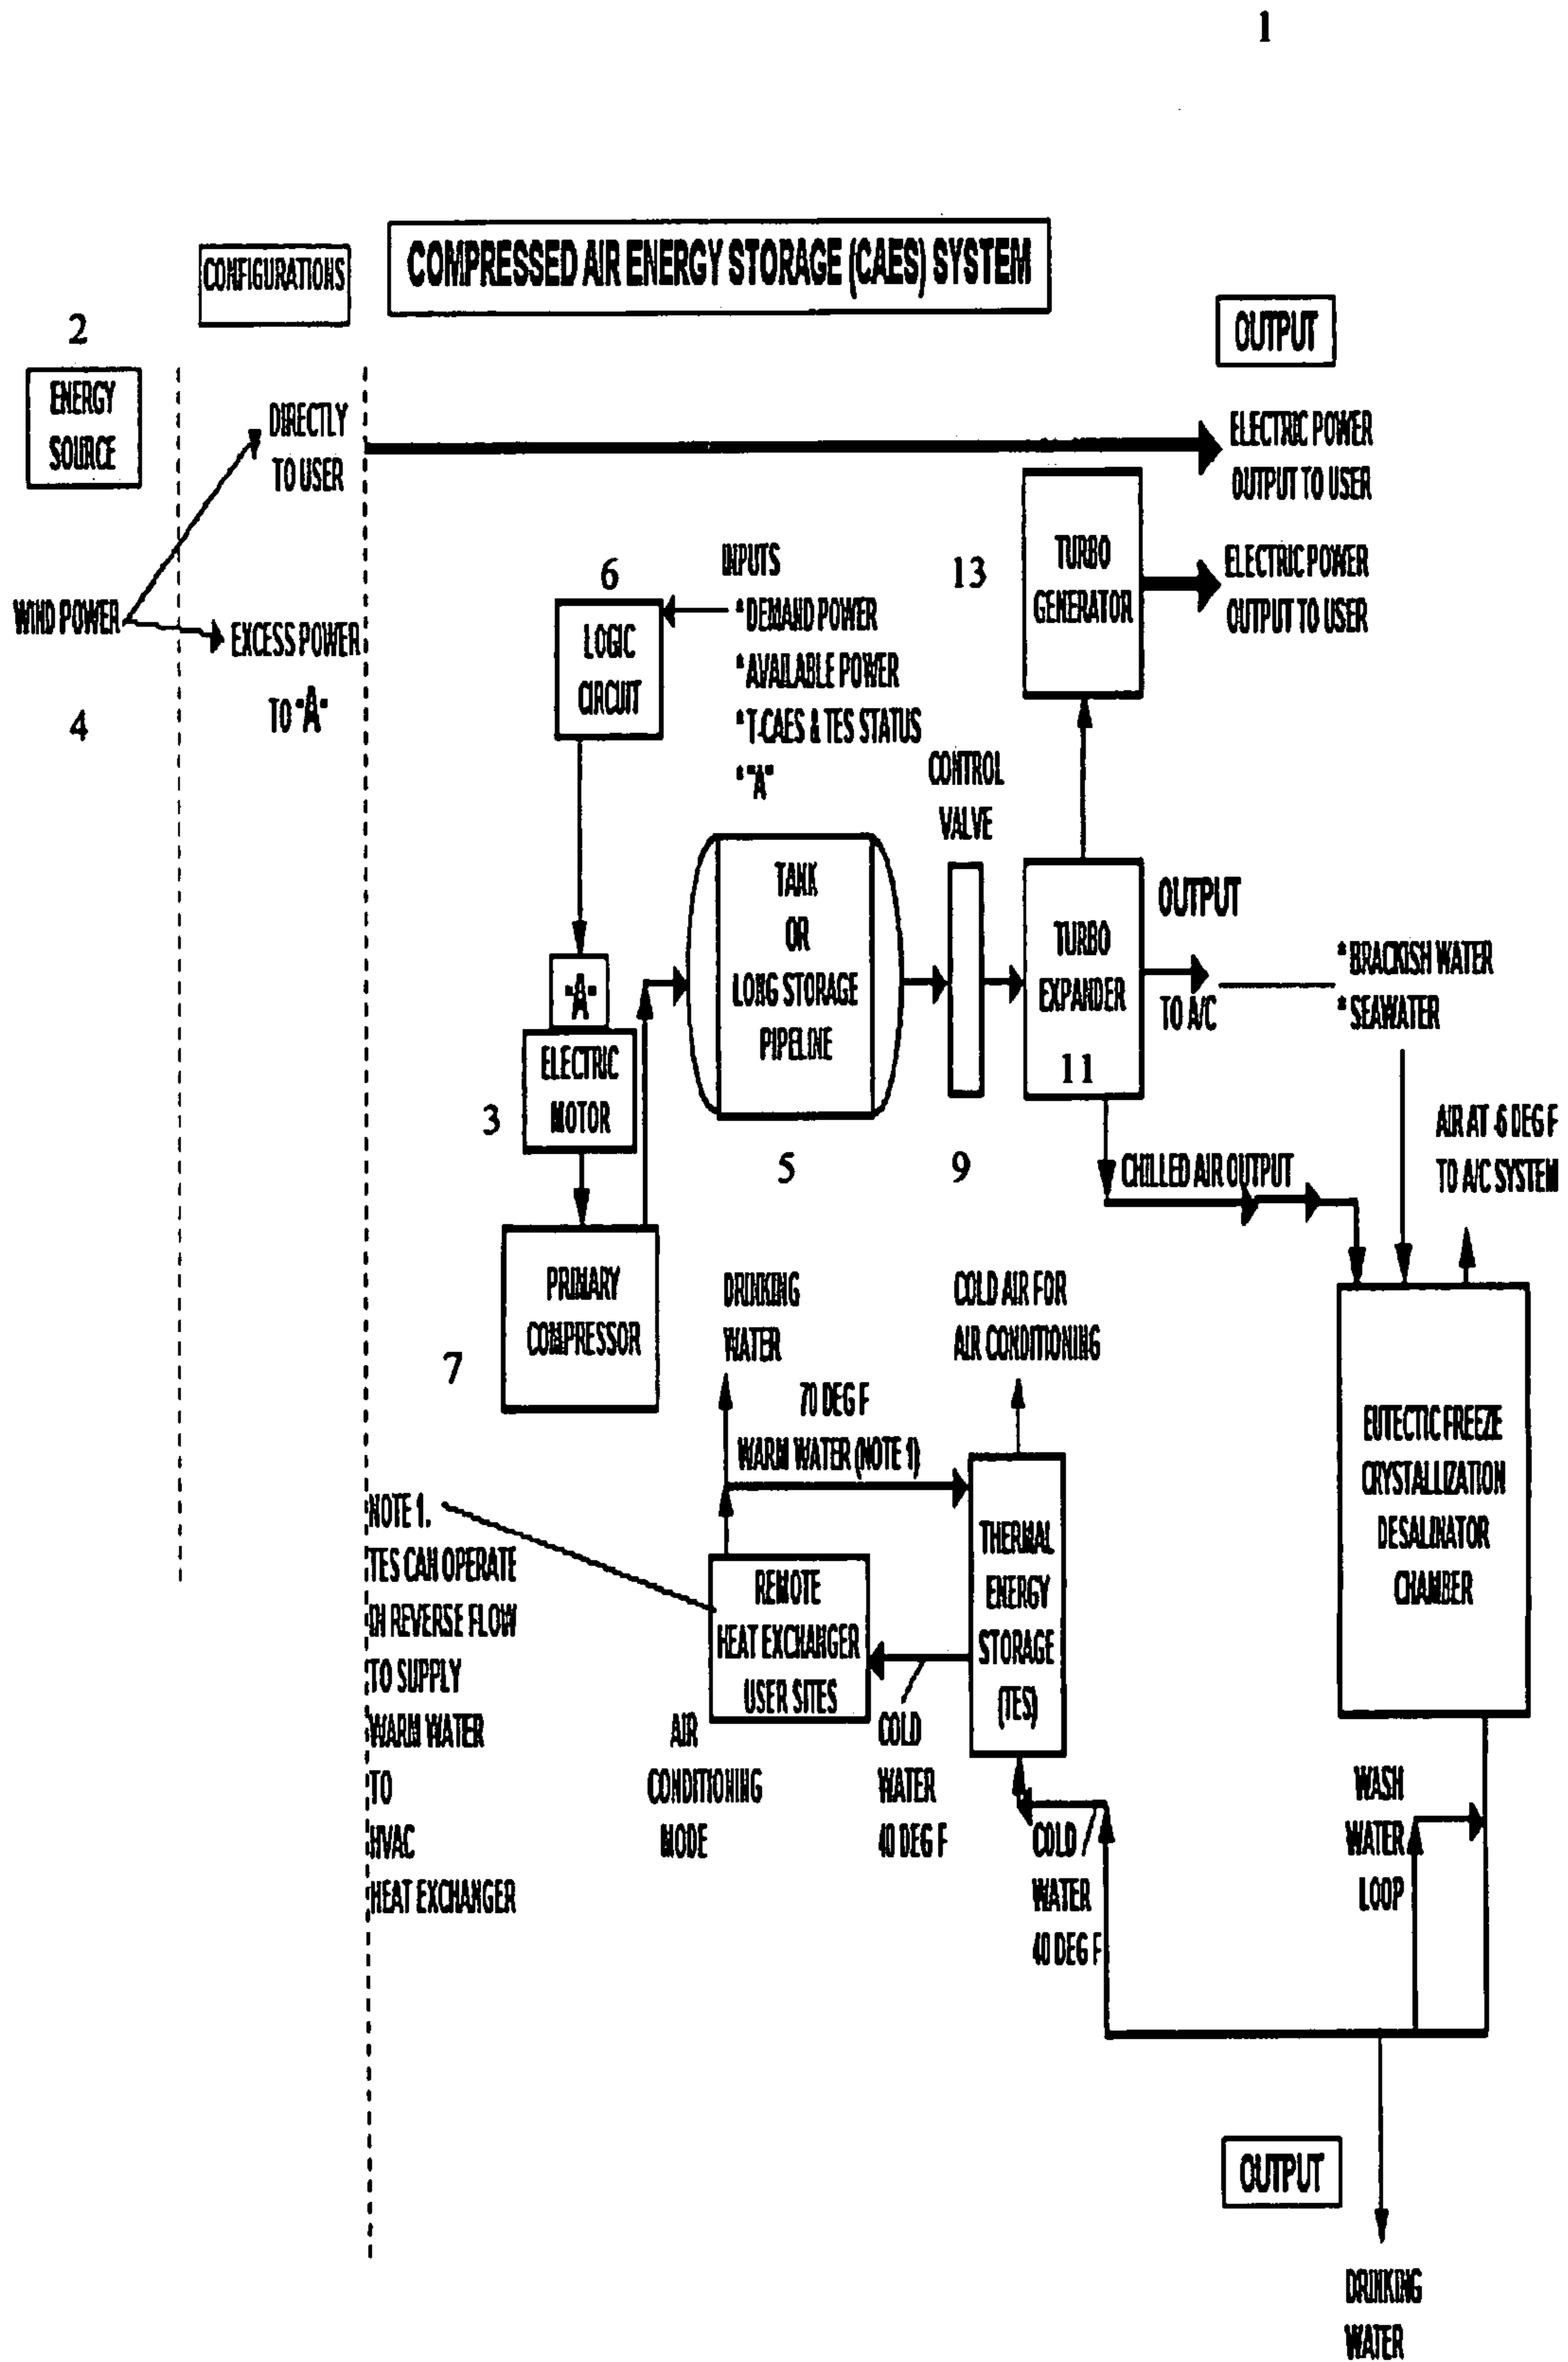 1
CONFIGURATIONS
COMPRESSED AIR ENERGY STORAGE (CAES) SYSTEM
OUTPUT
2
ENERGY
SOURCE
DIRECTLY
TO USER
ELECTRIC POWER
OUTPUT TO USER
WIND POWER
EXCESS POWER
TO "A"
4
6
LOGIC
CIRCUIT
INPUTS
* DEMAND POWER
* AVAILABLE POWER
* T-CAES & TES STATUS
* "A"
13
TURBO
GENERATOR
ELECTRIC POWER
OUTPUT TO USER
CONTROL
VALVE
TANK
OR
LONG STORAGE
PIPELINE
5
9
TURBO
EXPANDER
11
OUTPUT
TO A/C
* BRACKISH WATER
* SEAWATER
"A"
ELECTRIC
MOTOR
3
CHILLED AIR OUTPUT
AIR AT -6 DEG F
TO A/C SYSTEM
PRIMARY
COMPRESSOR
7
DRINKING
WATER
COLD AIR FOR
AIR CONDITIONING
70 DEG F
WARM WATER (NOTE 1)
EUTECTIC FREEZE
CRYSTALLIZATION
DESALINATOR
CHAMBER
NOTE 1.
TES CAN OPERATE
IN REVERSE FLOW
TO SUPPLY
WARM WATER
TO
HVAC
HEAT EXCHANGER
REMOTE
HEAT EXCHANGER
USER SITES
THERMAL
ENERGY
STORAGE
(TES)
AIR
CONDITIONING
MODE
COLD
WATER
40 DEG F
COLD
WATER
40 DEG F
WASH
WATER
LOOP
OUTPUT
DRINKING
WATER